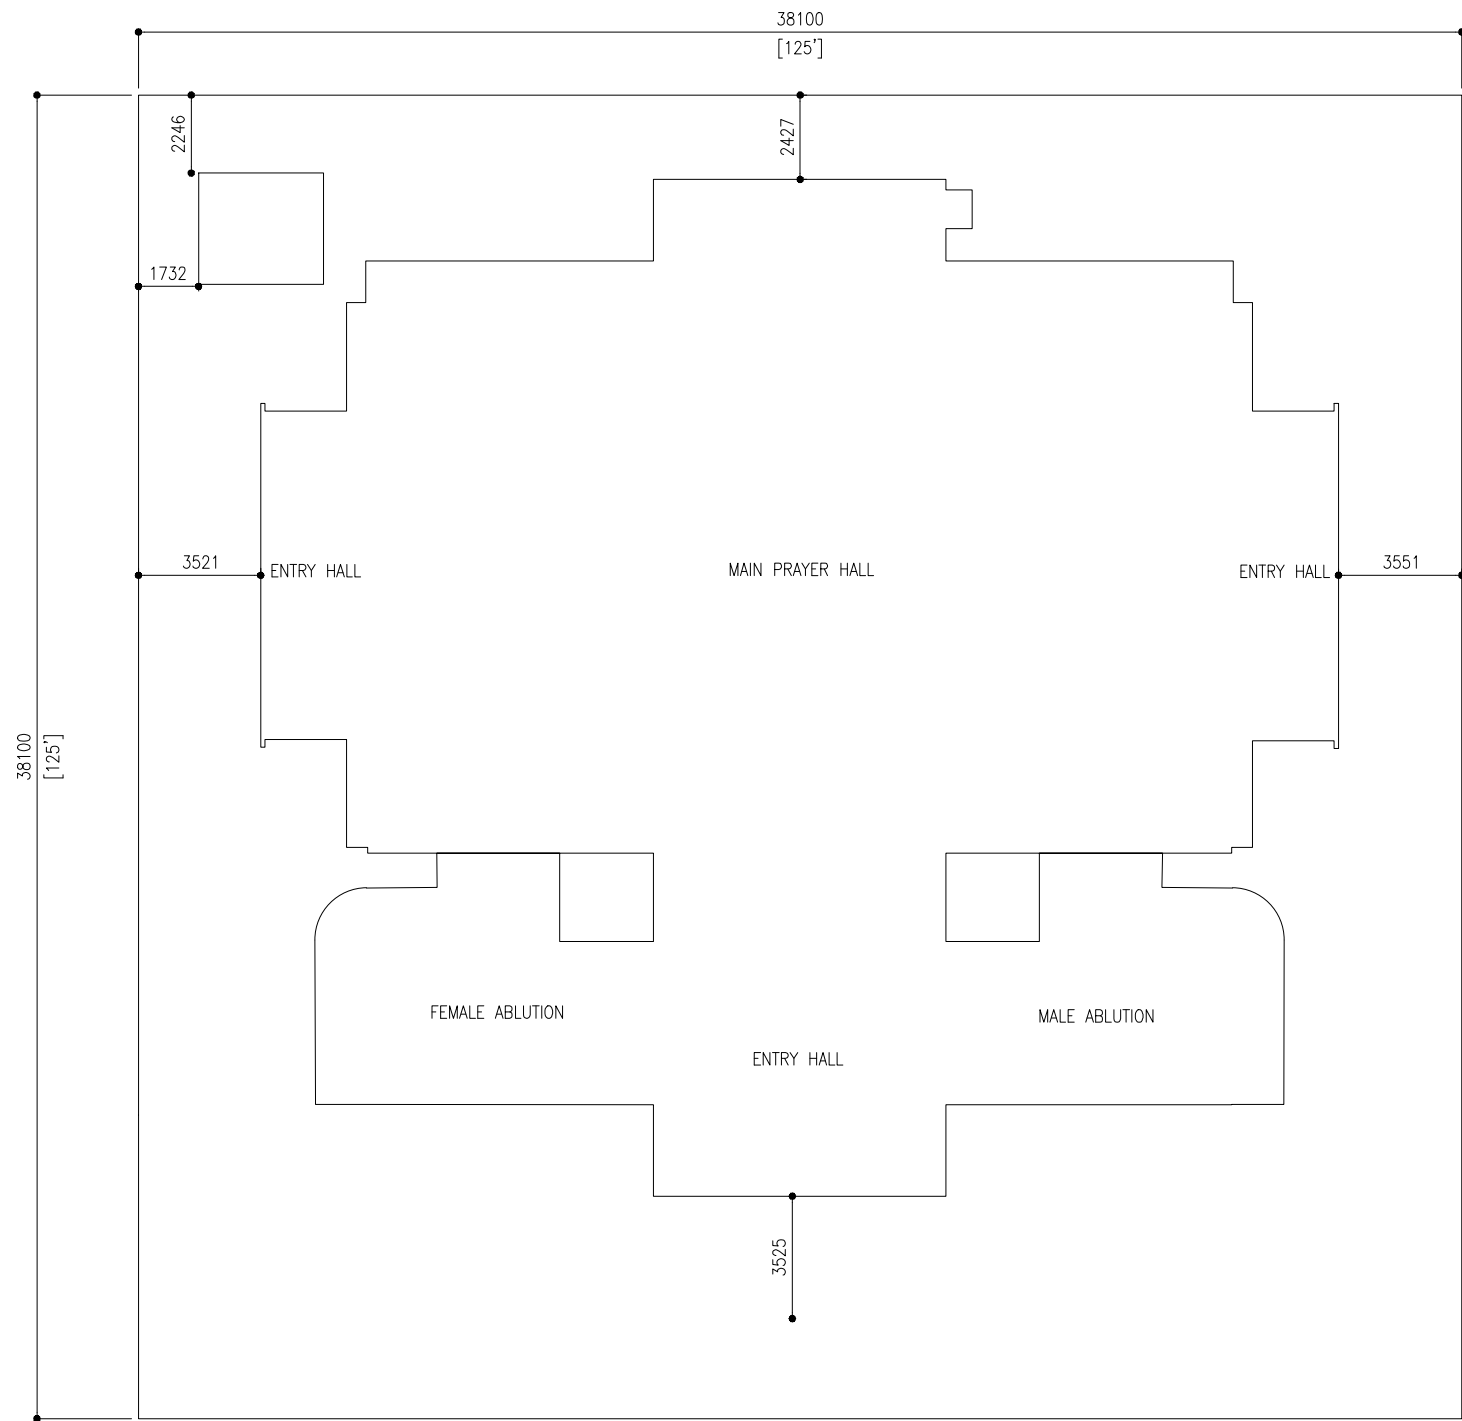 38100
[125']
2246
2427
1732
3521
ENTRY HALL
MAIN PRAYER HALL
ENTRY HALL
3551
38100
[125']
FEMALE ABLUTION
MALE ABLUTION
ENTRY HALL
3525